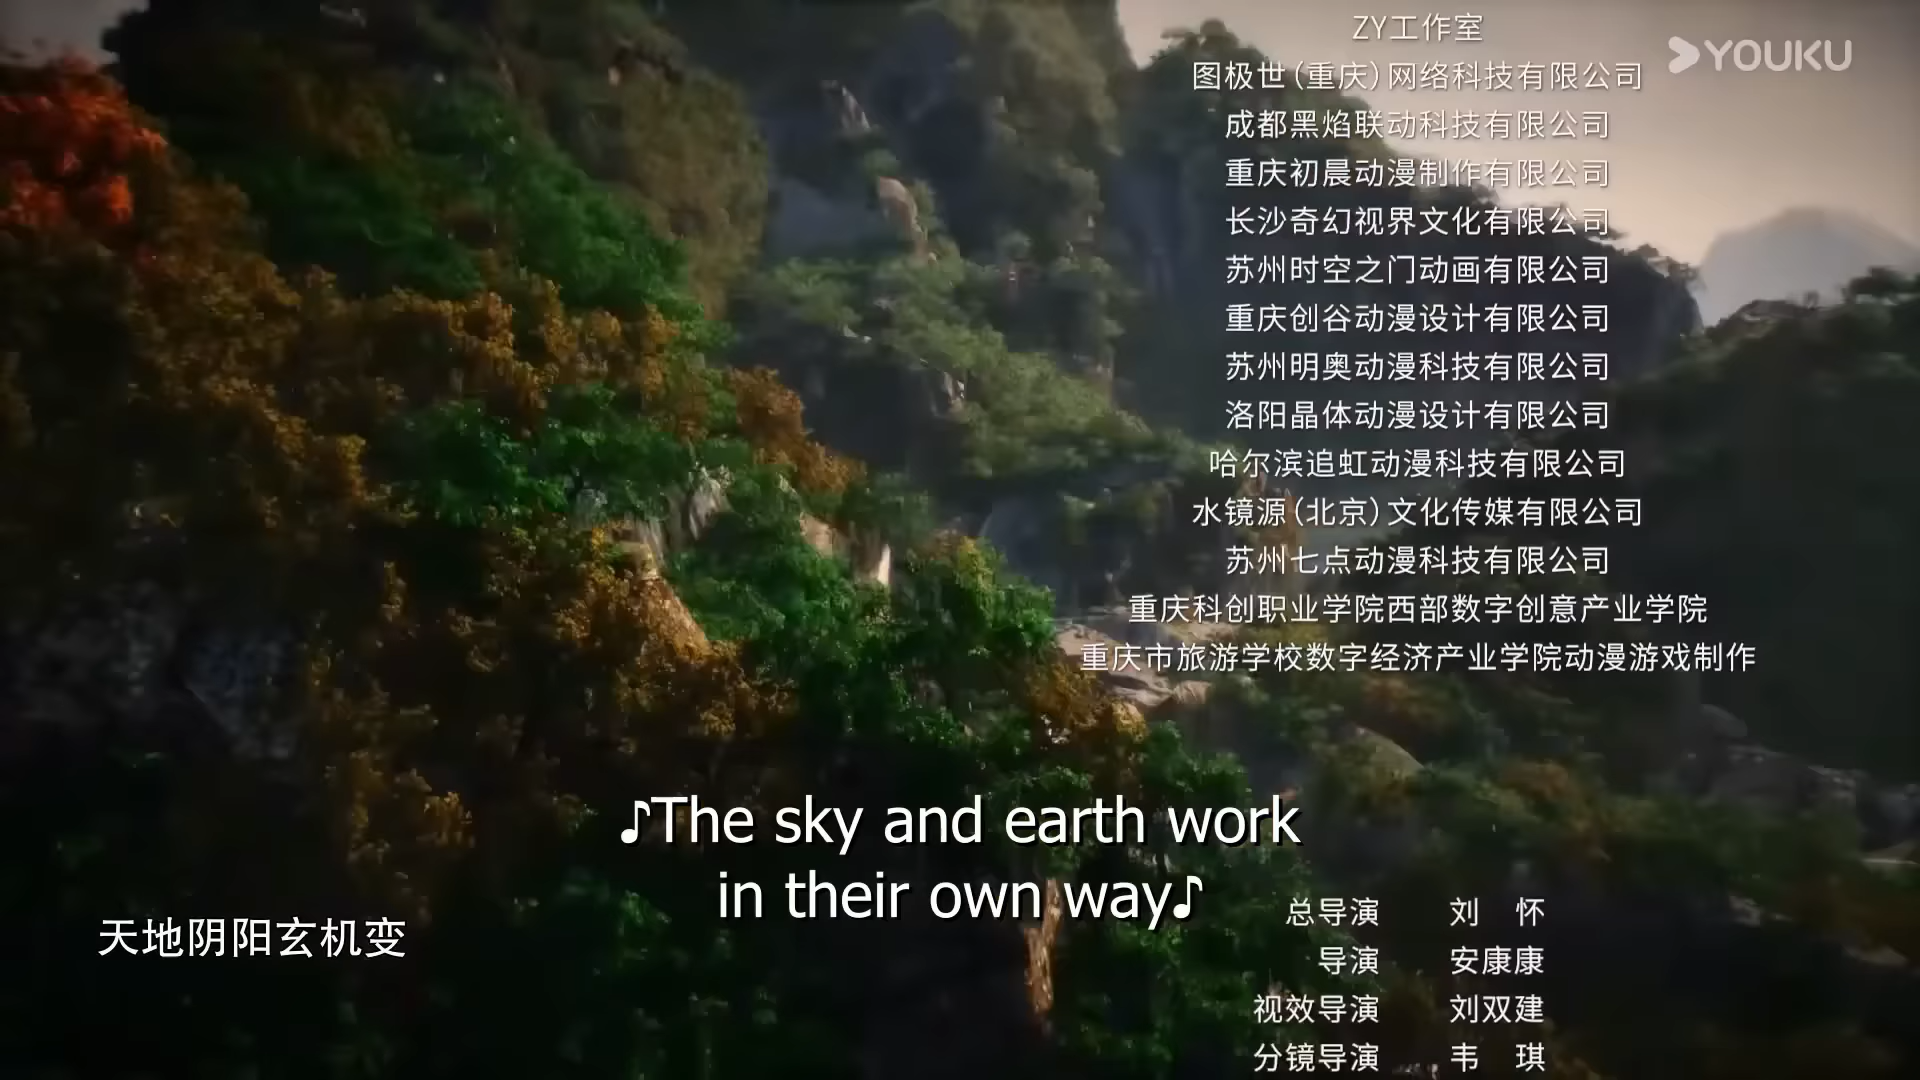 ZY工作室
YOUKU
图极世(重庆)网络科技有限公司
成都黑焰联动科技有限公司
重庆初晨动漫制作有限公司
长沙奇幻视界文化有限公司
苏州时空之门动画有限公司
重庆创谷动漫设计有限公司
苏州明奥动漫科技有限公司
洛阳晶体动漫设计有限公司
哈尔滨追虹动漫科技有限公司
水镜源(北京)文化传媒有限公司
苏州七点动漫科技有限公司
重庆科创职业学院西部数字创意产业学院
重庆市旅游学校数字经济产业学院动漫游戏制作
♪The sky and earth work
in their own way♪
天地阴阳玄机变
总导演 刘 怀
导演 安康康
视效导演 刘双建
分镜导演 韦 琪